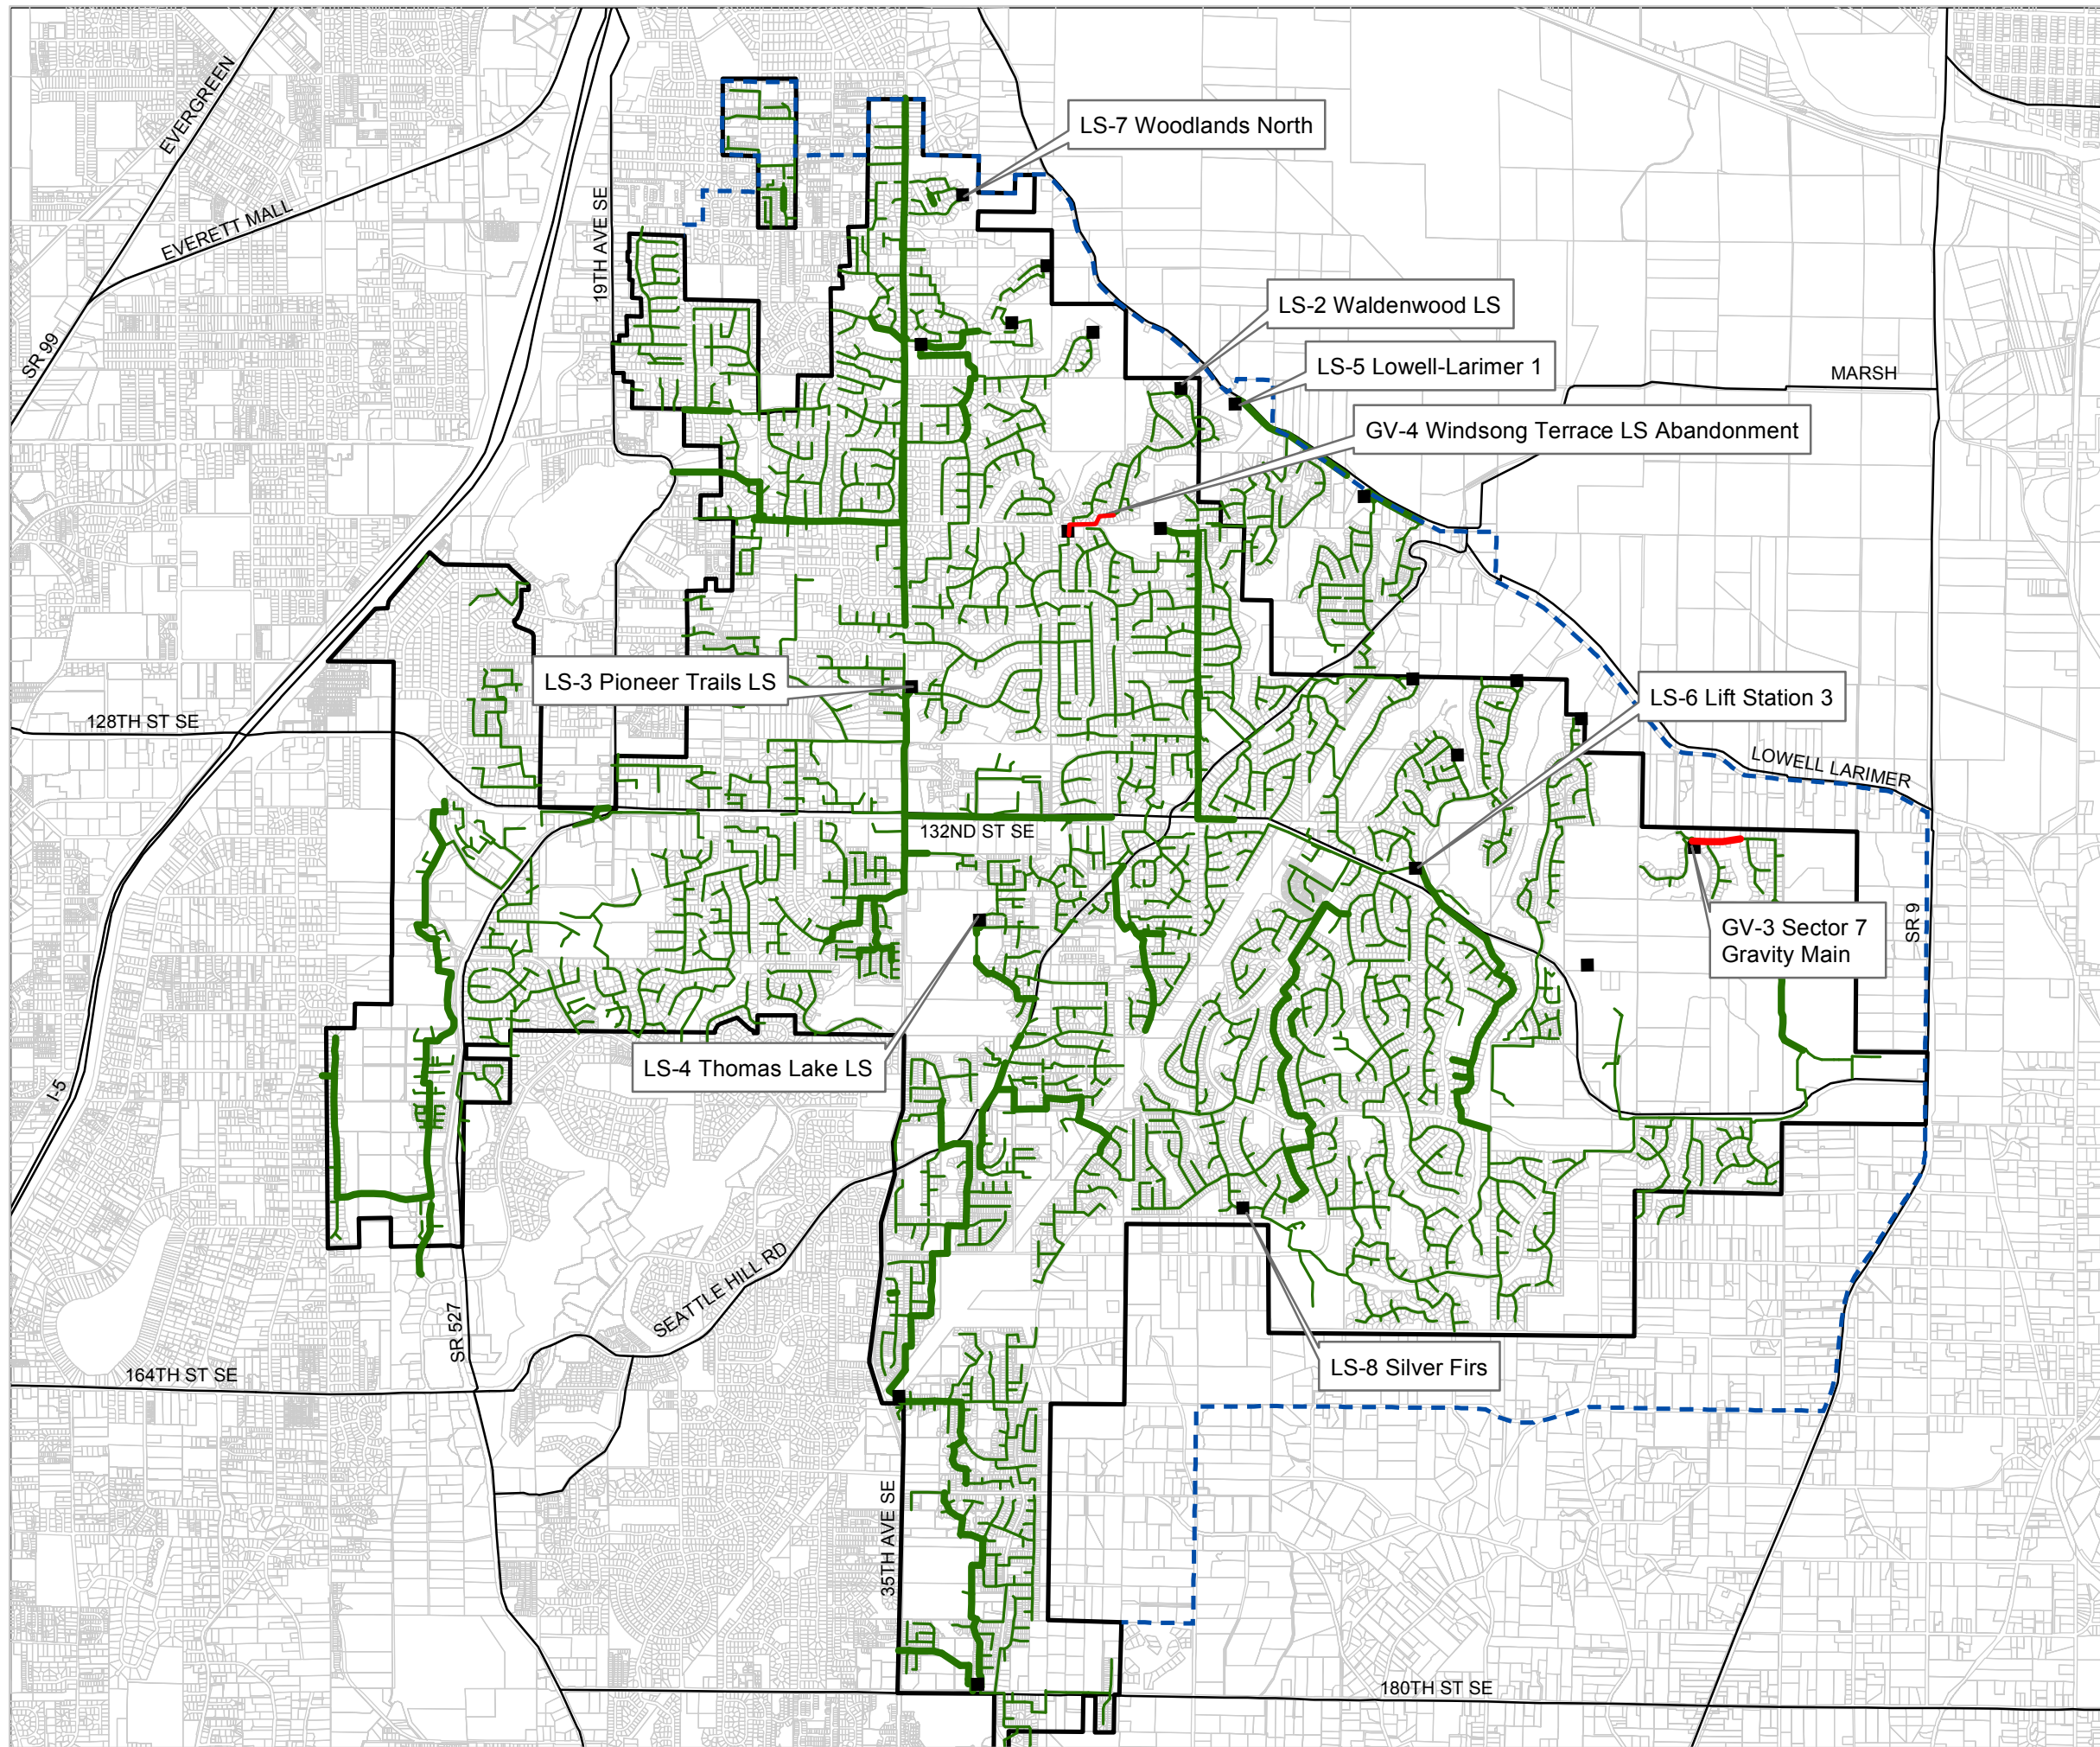 EVERGREEN
LS-7 Woodlands North
EVERETT MALL
19TH AVE SE
LS-2 Waldenwood LS
SR 99
LS-5 Lowell-Larimer 1
MARSH
GV-4 Windsong Terrace LS Abandonment
LS-3 Pioneer Trails LS
LS-6 Lift Station 3
128TH ST SE
LOWELL LARIMER
132ND ST SE
SR 9
GV-3 Sector 7
Gravity Main
LS-4 Thomas Lake LS
I-5
SEATTLE HILL RD
SR 527
LS-8 Silver Firs
164TH ST SE
35TH AVE SE
180TH ST SE